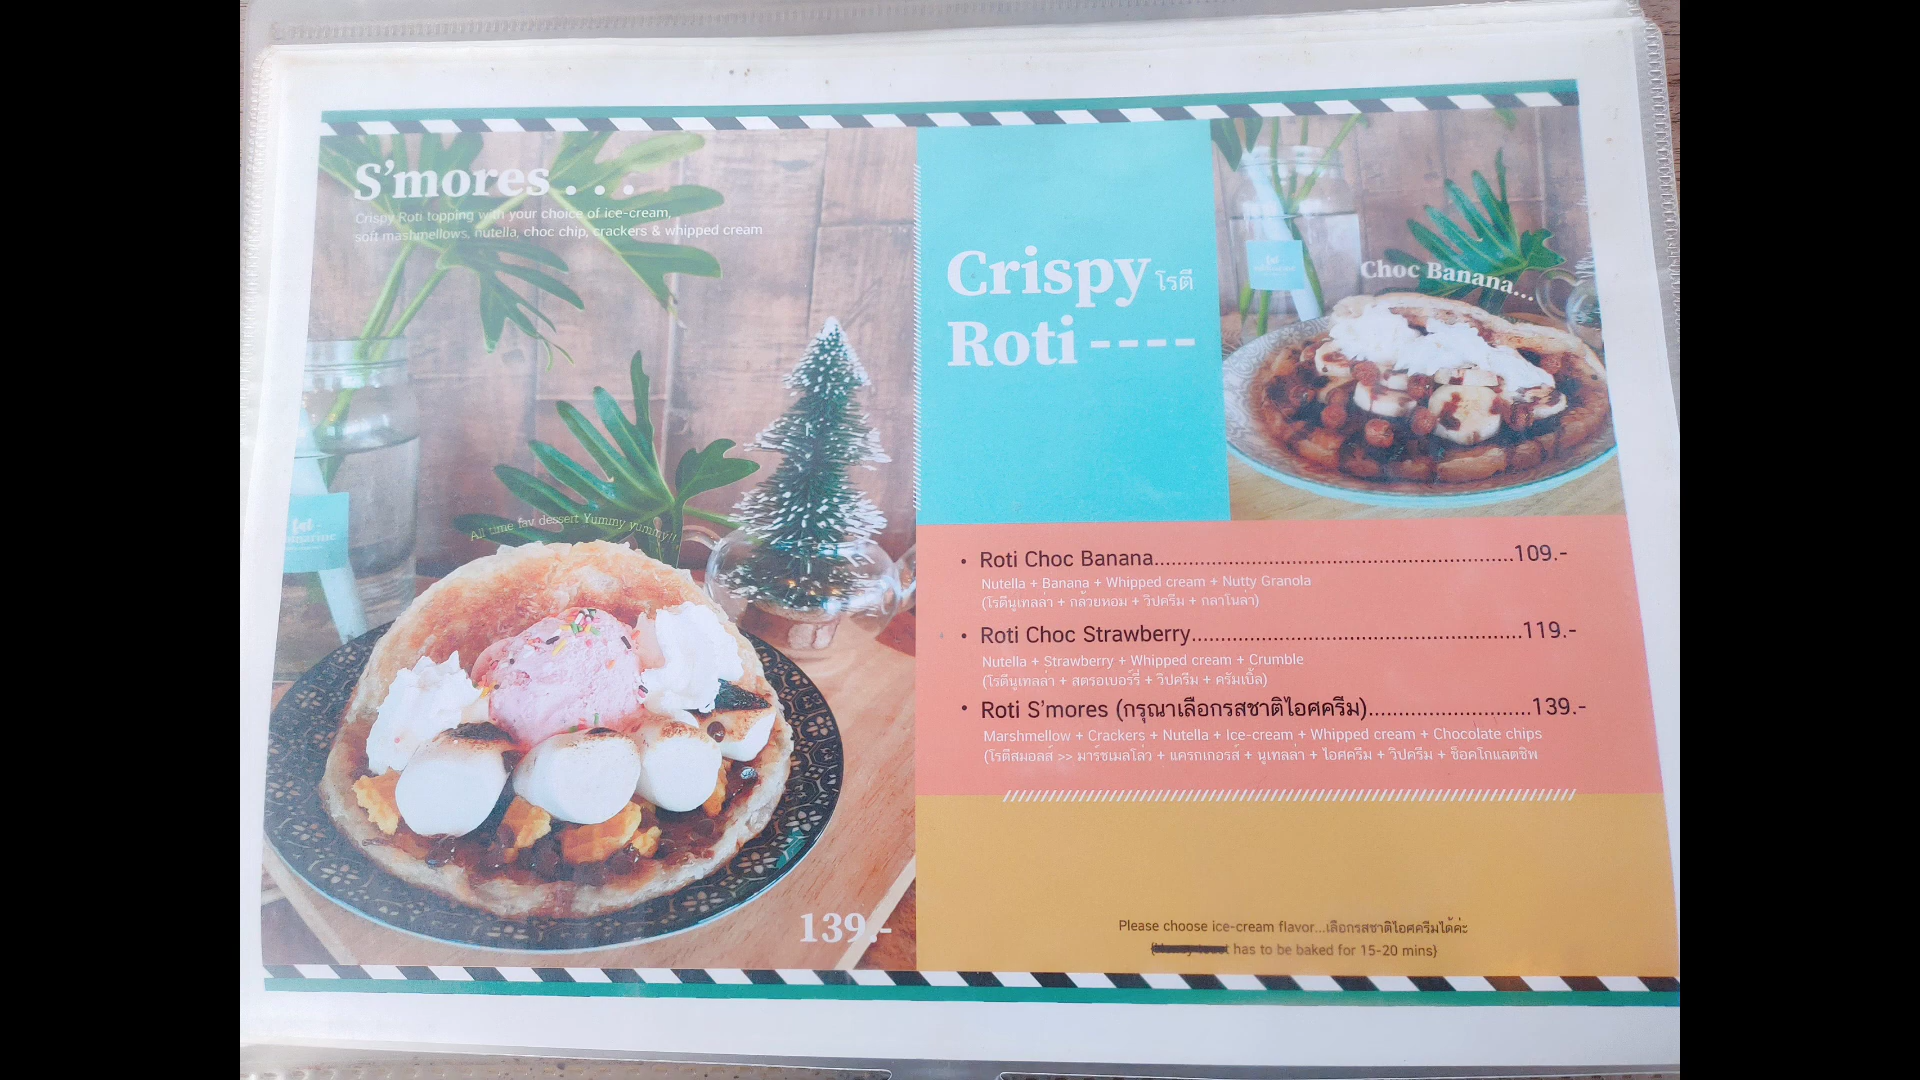 S'mores . . .
Crispy Roti topping with your choice of ice-cream,
soft mashmellows, nutella, choc chip, crackers & whipped cream
All time fav dessert Yummy yummy!!
139.-
Crispy โรตี
Roti ----
Choc Banana...
• Roti Choc Banana..........................................................109.-
Nutella + Banana + Whipped cream + Nutty Granola
(โรตีนูเทลล่า + กล้วยหอม + วิปครีม + กลาโนล่า)
• Roti Choc Strawberry......................................................119.-
Nutella + Strawberry + Whipped cream + Crumble
(โรตีนูเทลล่า + สตรอเบอร์รี่ + วิปครีม + ครัมเบิ้ล)
• Roti S'mores (กรุณาเลือกรสชาติไอศครีม)...........................139.-
Marshmellow + Crackers + Nutella + Ice-cream + Whipped cream + Chocolate chips
(โรตีสมอลส์ >> มาร์ชเมลโล่ว + แครกเกอร์ส + นูเทลล่า + ไอศครีม + วิปครีม + ช็อคโกแลตชิพ
Please choose ice-cream flavor...เลือกรสชาติไอศครีมได้ค่ะ
has to be baked for 15-20 mins)